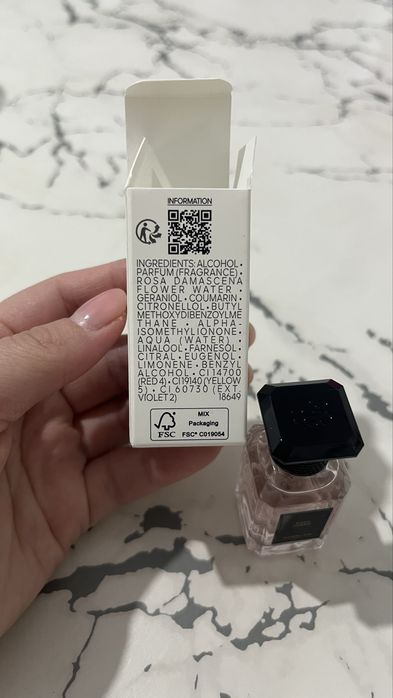 INFORMATION
INGREDIENTS: ALCOHOL •
PARFUM (FRAGRANCE) •
ROSA DAMASCENA
FLOWER WATER •
GERANIOL • COUMARIN •
CITRONELLOL • BUTYL
METHOXYDIBENZOYLME
THANE • ALPHA-
ISOMETHYL IONONE •
AQUA (WATER) •
LINALOOL • FARNESOL •
CITRAL • EUGENOL •
LIMONENE • BENZYL
ALCOHOL • CI 14700
(RED 4) • CI 19140 (YELLOW
5) • CI 60730 (EXT.
VIOLET 2) 18649
FSC
MIX
Packaging
FSC® C019054